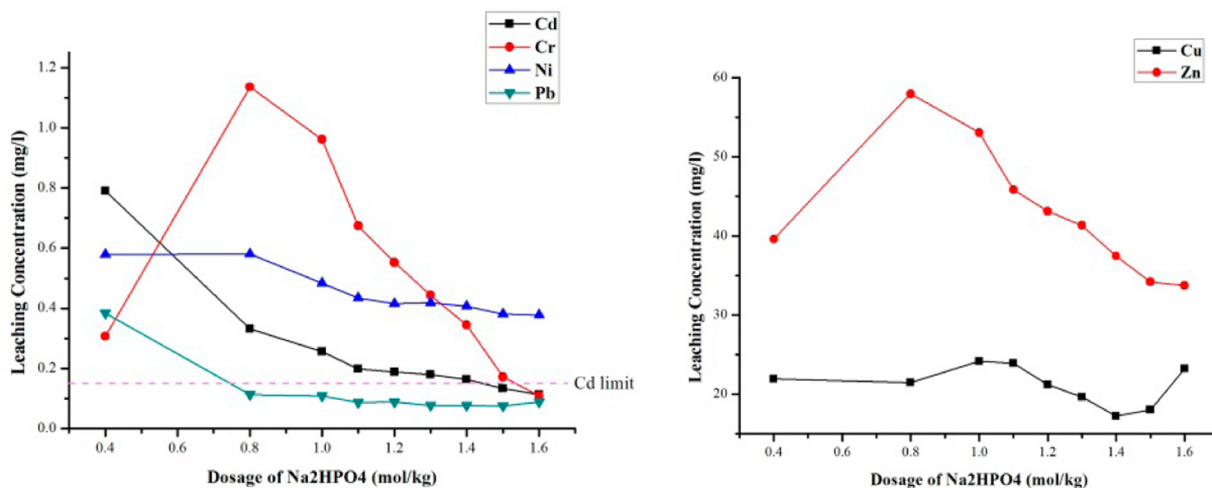 Cd
Cr
Ni
Pb
1.2
1.0
0.8
0.6
0.4
0.2
0.0
Leaching Concentration (mg/l)
Cd limit
0.4 0.6 0.8 1.0 1.2 1.4 1.6
Dosage of Na2HPO4 (mol/kg)
Cu
Zn
60
50
40
30
20
Leaching Concentration (mg/l)
0.4 0.6 0.8 1.0 1.2 1.4 1.6
Dosage of Na2HPO4 (mol/kg)